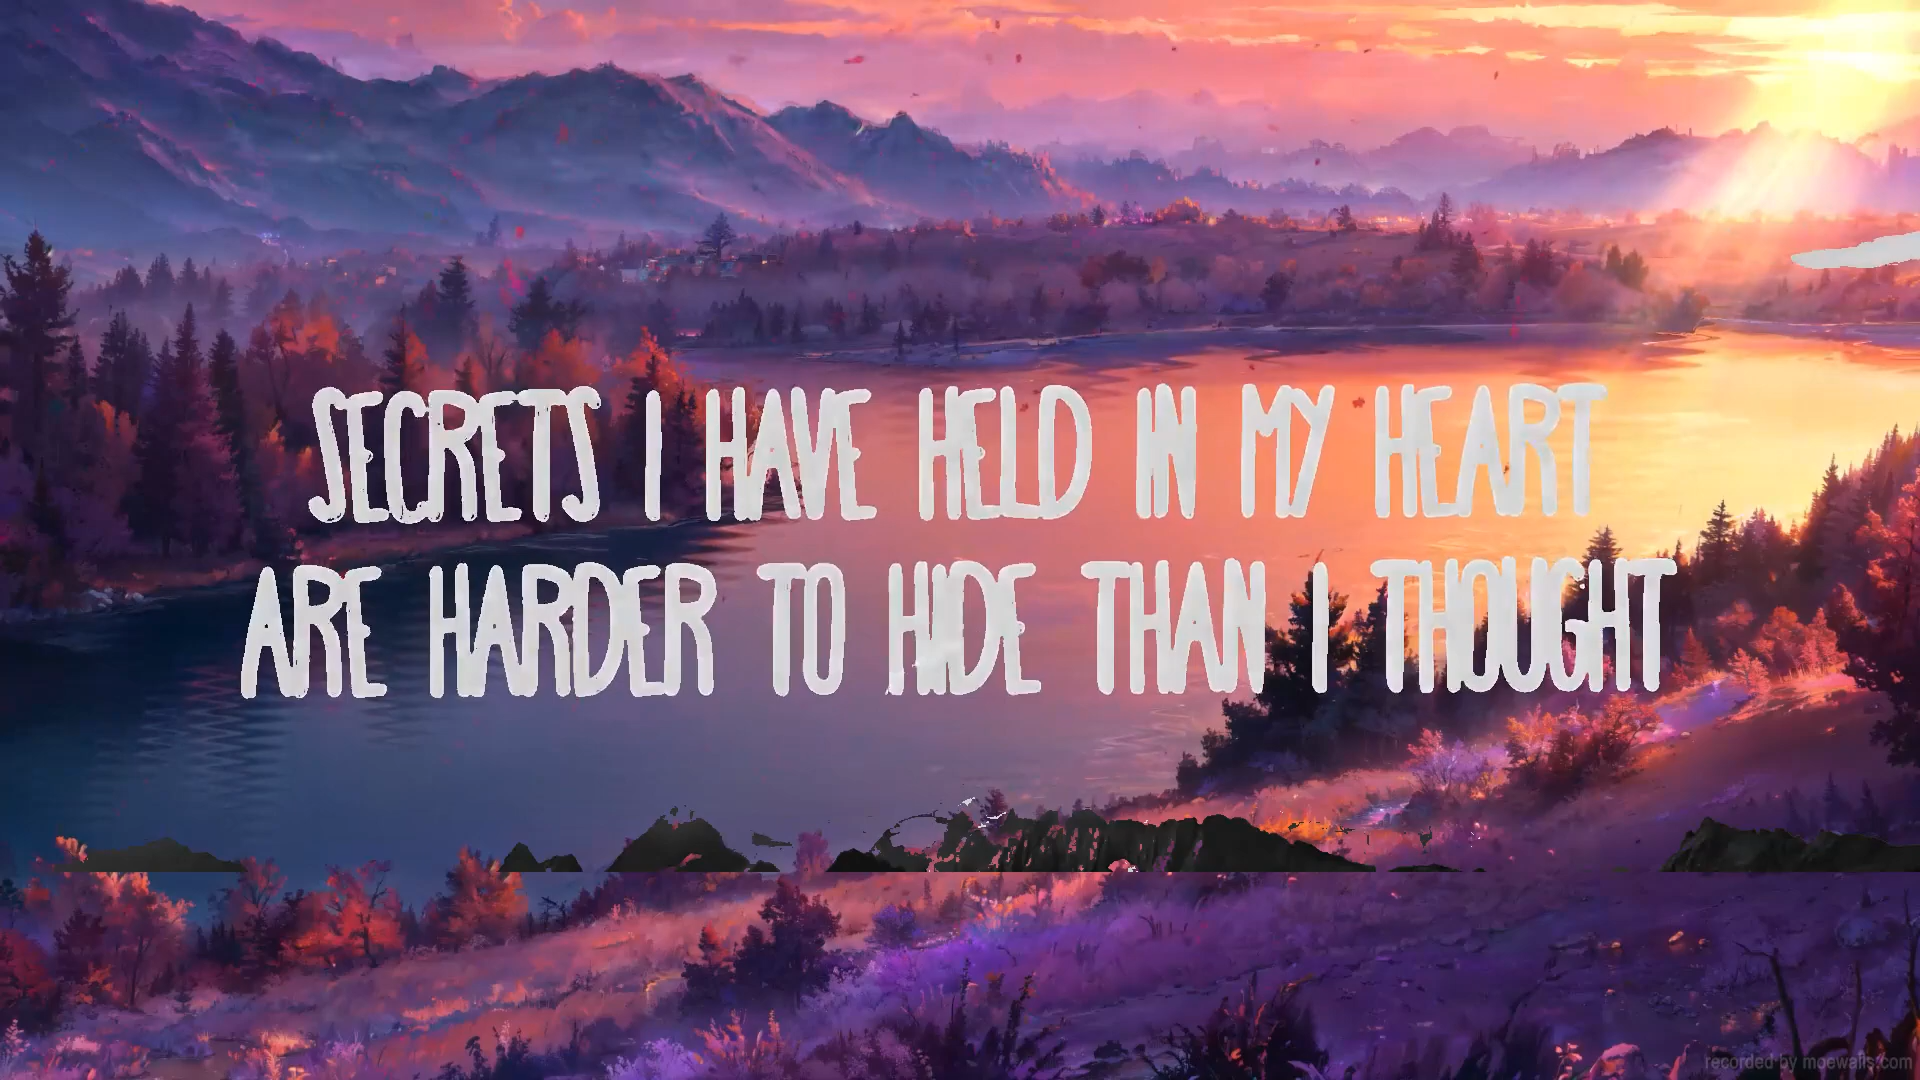 SECRETS I HAVE HELD IN MY HEART
ARE HARDER TO HIDE THAN I THOUGHT
recorded by moewalls.com